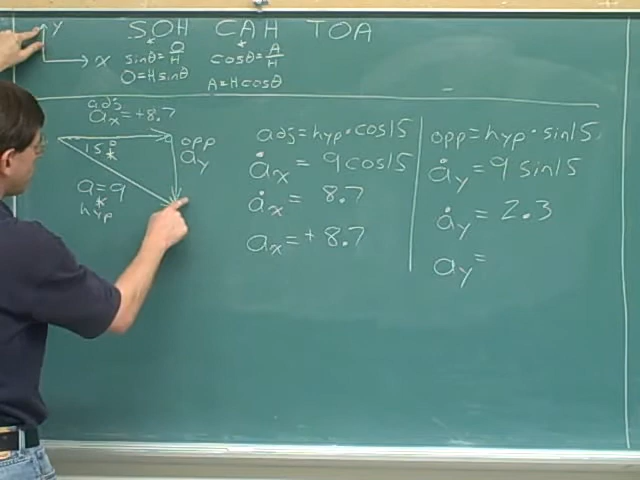 Y
X
SOH CAH TOA
sinθ = O/H
O = H sinθ
cosθ = A/H
A = H cosθ
adj
ax = +8.7
15°
opp
ay
a = 9
hyp
adj = hyp · cos15
ax = 9 cos15
ax = 8.7
ax = + 8.7
opp = hyp · sin15
ay = 9 sin15
ay = 2.3
ay =